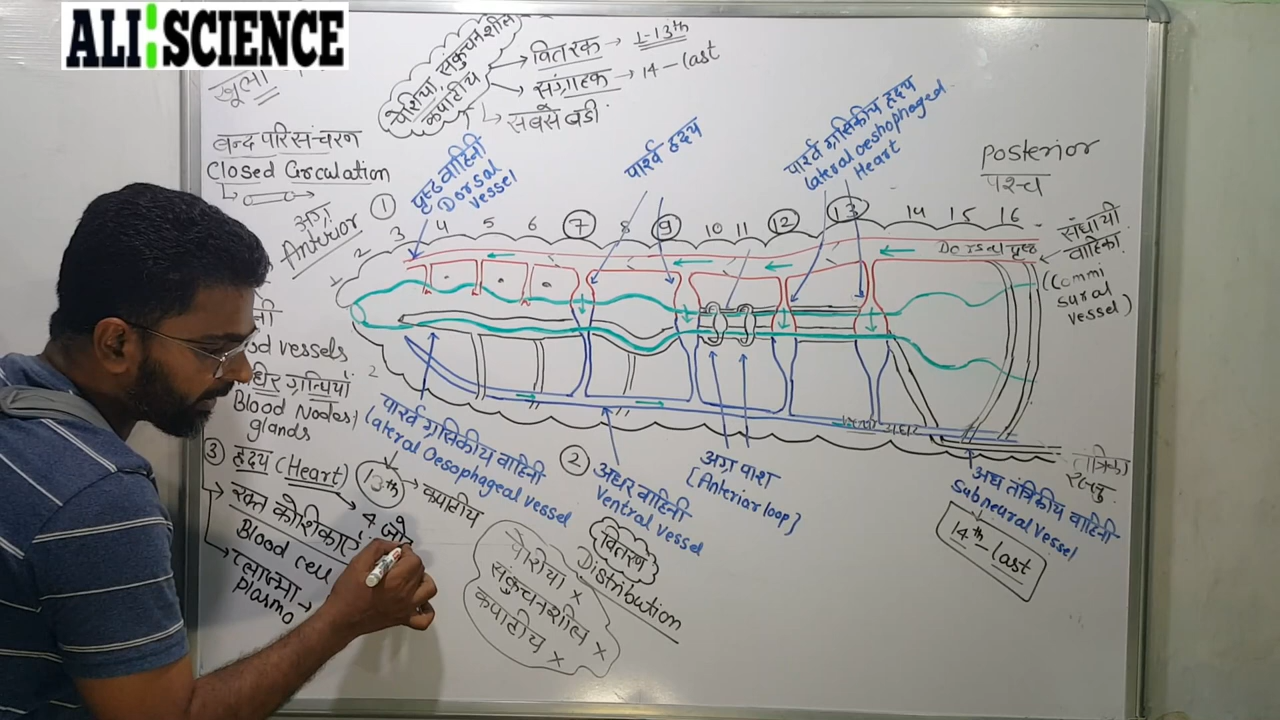 ALI SCIENCE
खूला
पेशीया, संकुचनशील
कपाटीय
वितरक → 1-13th
संग्राहक → 14-last
सबसे बडी
बन्द परिसंचरण
Closed Circulation
अग्र
Anterior
1
पृष्ठ वाहिनी
Dorsal
vessel
पार्श्व हृदय
पार्श्व ग्रसिकीय हृदय
lateral oeshophageal
Heart
Posterior
पश्च
1 2 3 4 5 6 7 8 9 10 11 12 13 14 15 16
Dorsal पृष्ठ
संधायी
वाहिका
(Commi
sural
vessel)
नी
od vessels
धिर ग्रन्थियां
Blood Nodes/
glands
2
3 हृदय (Heart)
13th → कपाटीय
4 जो
रक्त कोशिकाएं
Blood cell
प्लाज्मा →
plasma
पार्श्व ग्रसिकीय वाहिनी
lateral Oesophageal vessel
2 अधर वाहिनी
Ventral vessel
वितरण
Distribution
पेशीया ×
संकुचनशील ×
कपाटीय ×
अग्र पाश
[Anterior loop]
तंत्रिका
अध तंत्रिकीय वाहिनी
Subneural Vessel
14th-last